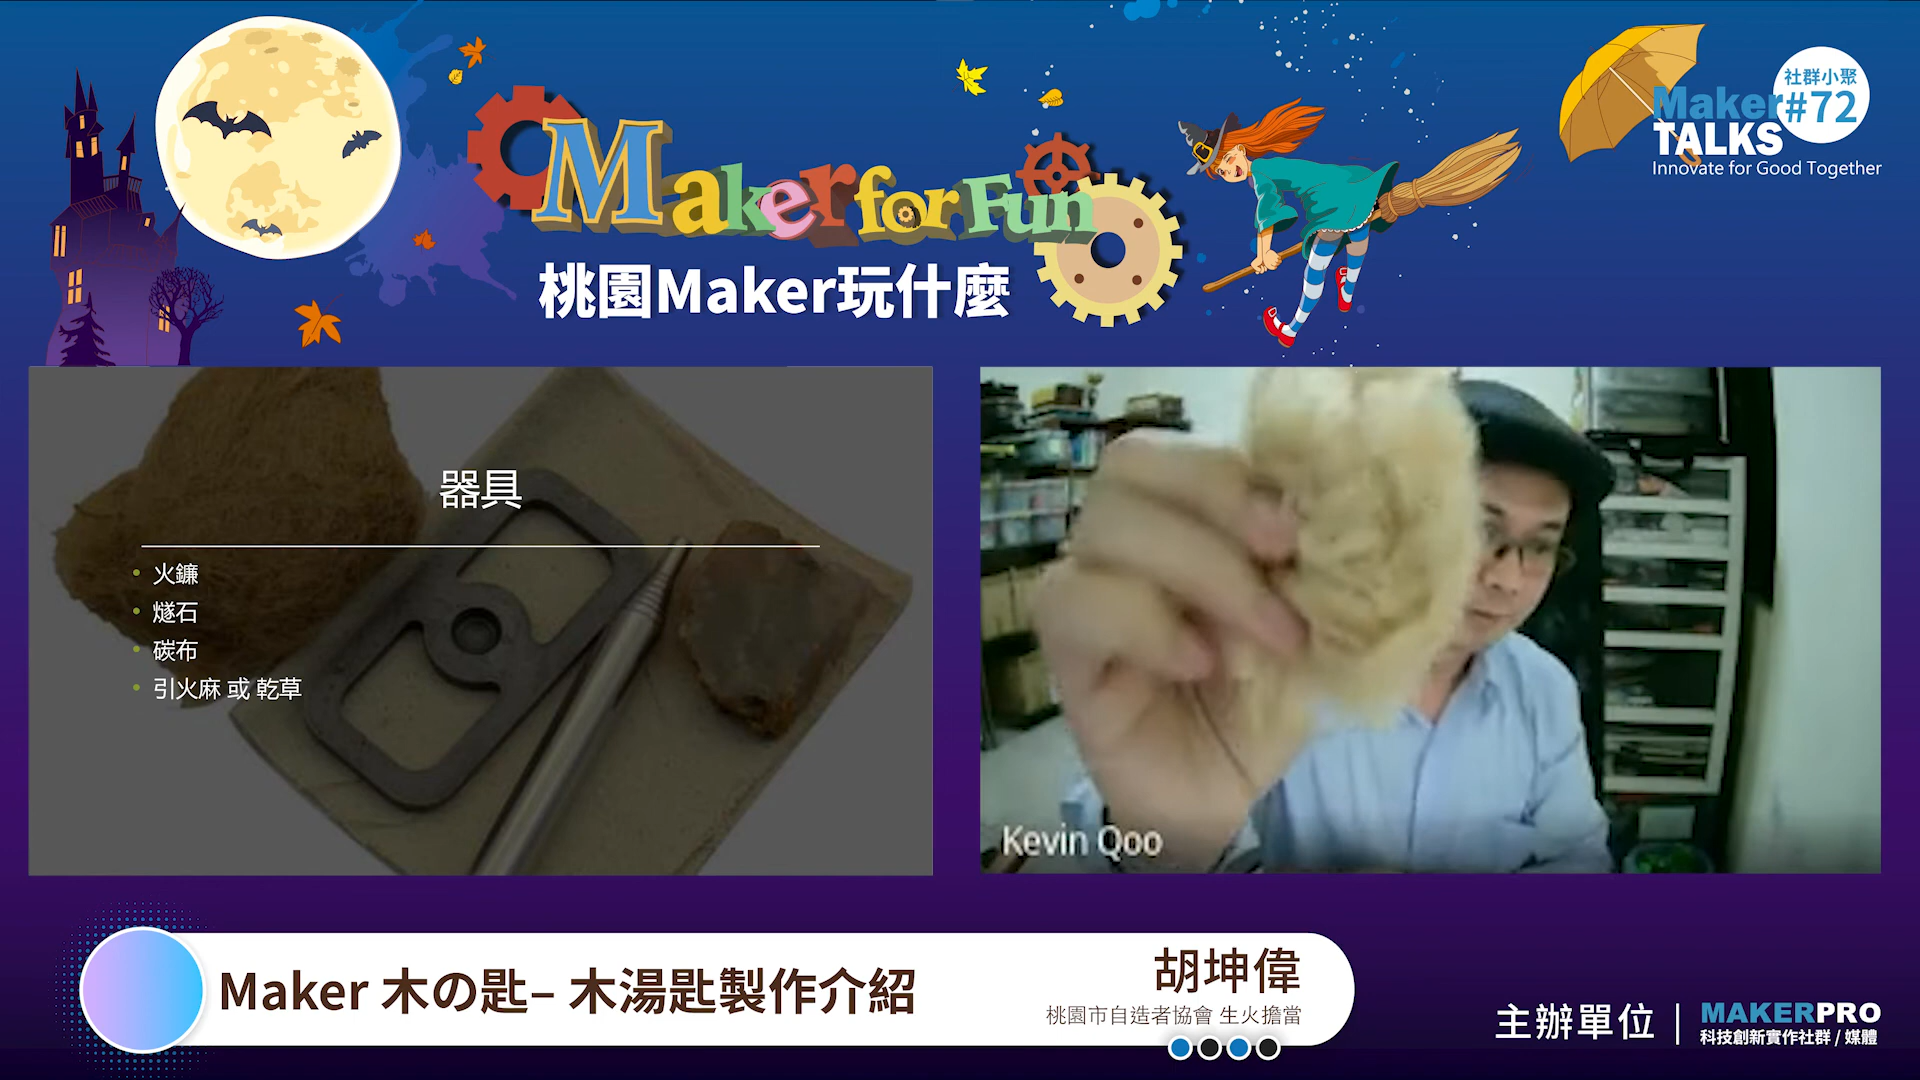 Maker for Fun
桃園Maker玩什麼
社群小聚
#72
Maker
TALKS
Innovate for Good Together
器具
火鐮
燧石
碳布
引火麻 或 乾草
Kevin Qoo
Maker 木の匙– 木湯匙製作介紹
胡坤偉
桃園市自造者協會 生火擔當
主辦單位 |
MAKERPRO
科技創新實作社群 / 媒體